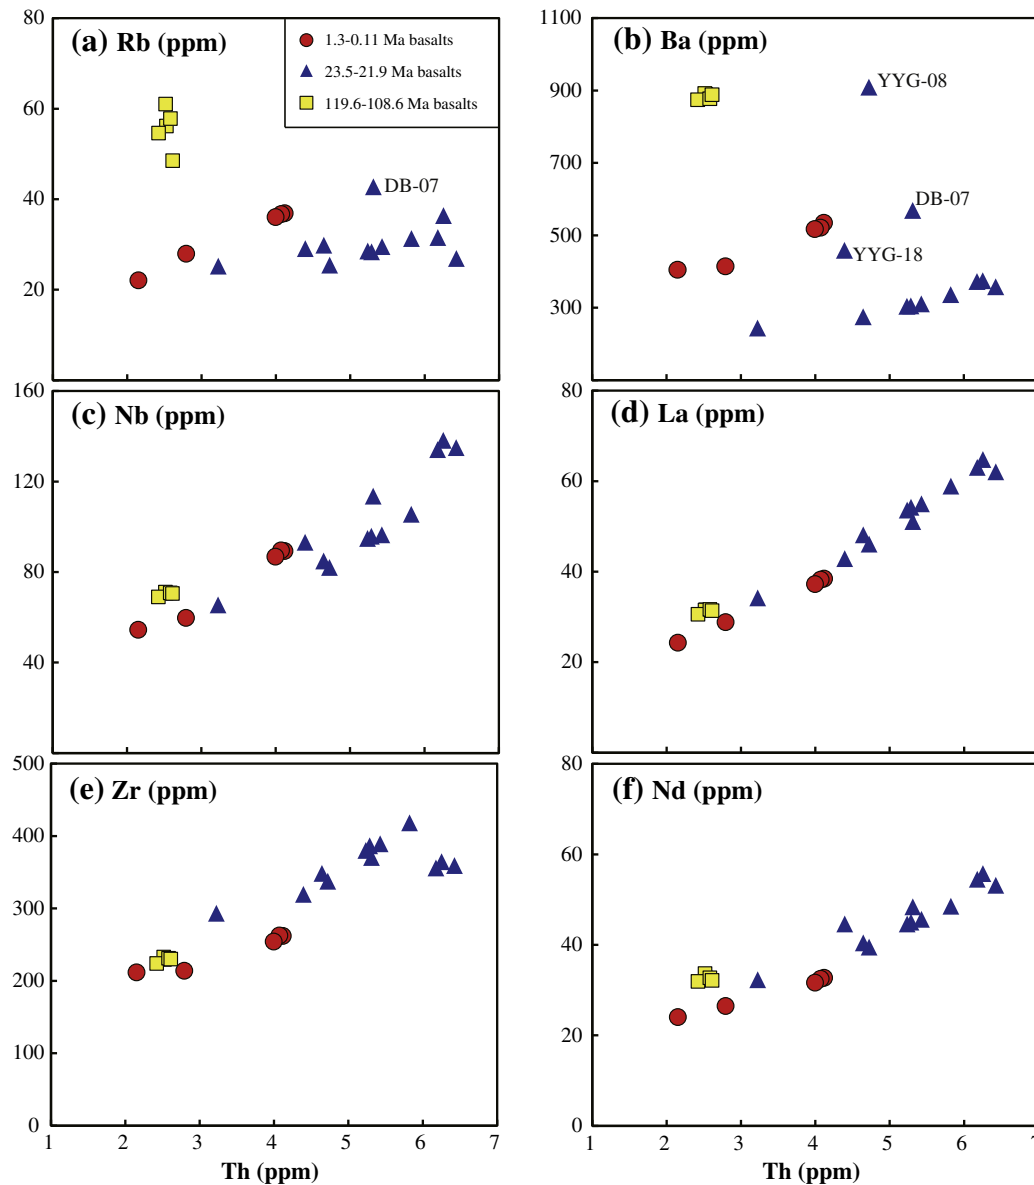 (a) Rb (ppm)
1.3-0.11 Ma basalts
23.5-21.9 Ma basalts
119.6-108.6 Ma basalts
DB-07
80
60
40
20
(b) Ba (ppm)
YYG-08
DB-07
YYG-18
1100
900
700
500
300
(c) Nb (ppm)
160
120
80
40
(d) La (ppm)
80
60
40
20
(e) Zr (ppm)
500
400
300
200
100
0
1 2 3 4 5 6 7
Th (ppm)
(f) Nd (ppm)
80
60
40
20
0
1 2 3 4 5 6 7
Th (ppm)